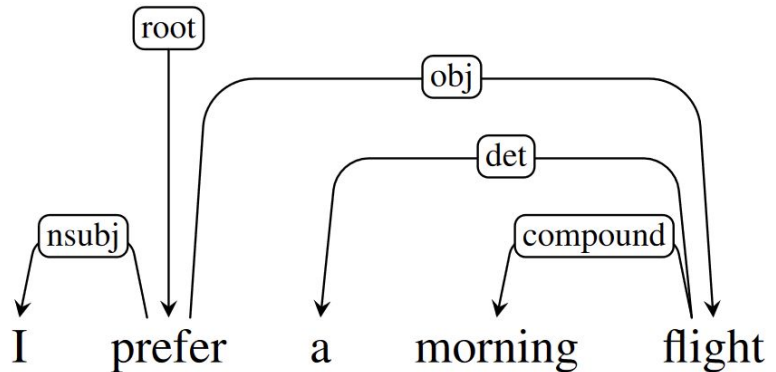 root
obj
det
nsubj compound
I prefer a morning flight